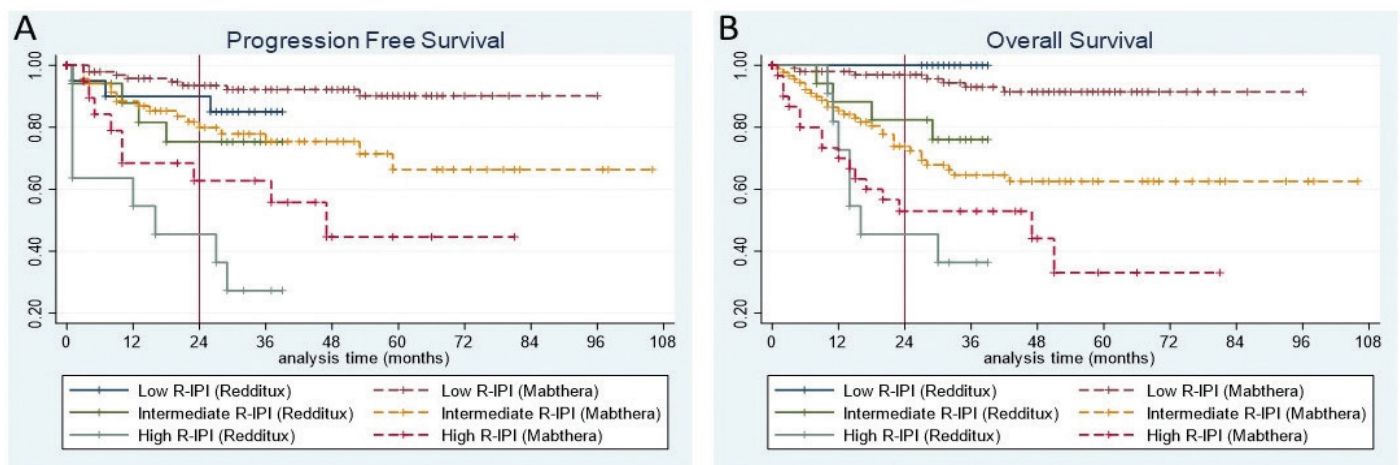 A
Progression Free Survival
1.00
0.80
0.60
0.40
0.20
0 12 24 36 48 60 72 84 96 108
analysis time (months)
Low R-IPI (Redditux) Low R-IPI (Mabthera)
Intermediate R-IPI (Redditux) Intermediate R-IPI (Mabthera)
High R-IPI (Redditux) High R-IPI (Mabthera)
B
Overall Survival
1.00
0.80
0.60
0.40
0.20
0 12 24 36 48 60 72 84 96 108
analysis time (months)
Low R-IPI (Redditux) Low R-IPI (Mabthera)
Intermediate R-IPI (Redditux) Intermediate R-IPI (Mabthera)
High R-IPI (Redditux) High R-IPI (Mabthera)